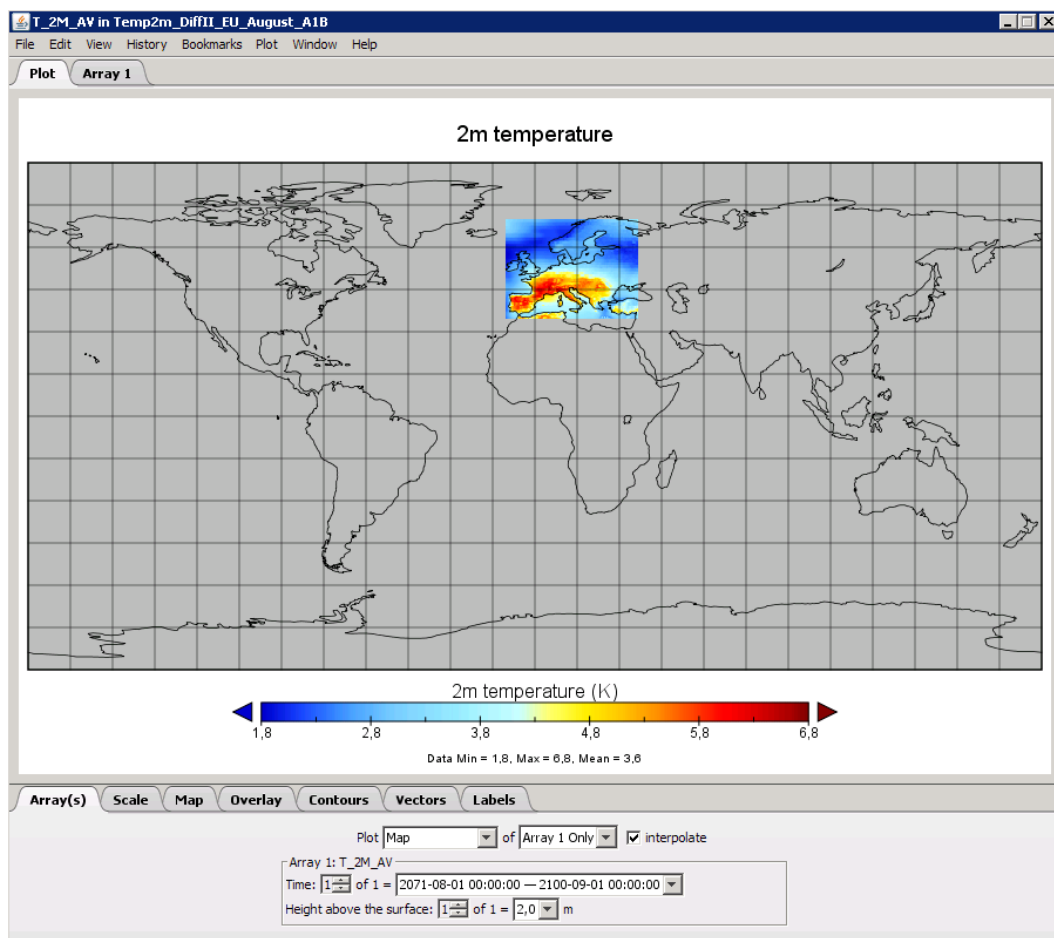 T_2M_AV in Temp2m_DiffII_EU_August_A1B
File Edit View History Bookmarks Plot Window Help
Plot Array 1
2m temperature
2m temperature (K)
1,8 2,8 3,8 4,8 5,8 6,8
Data Min = 1,8, Max = 6,8, Mean = 3,6
Array(s) Scale Map Overlay Contours Vectors Labels
Plot Map of Array 1 Only interpolate
Array 1: T_2M_AV
Time: 1 of 1 = 2071-08-01 00:00:00 — 2100-09-01 00:00:00
Height above the surface: 1 of 1 = 2,0 m